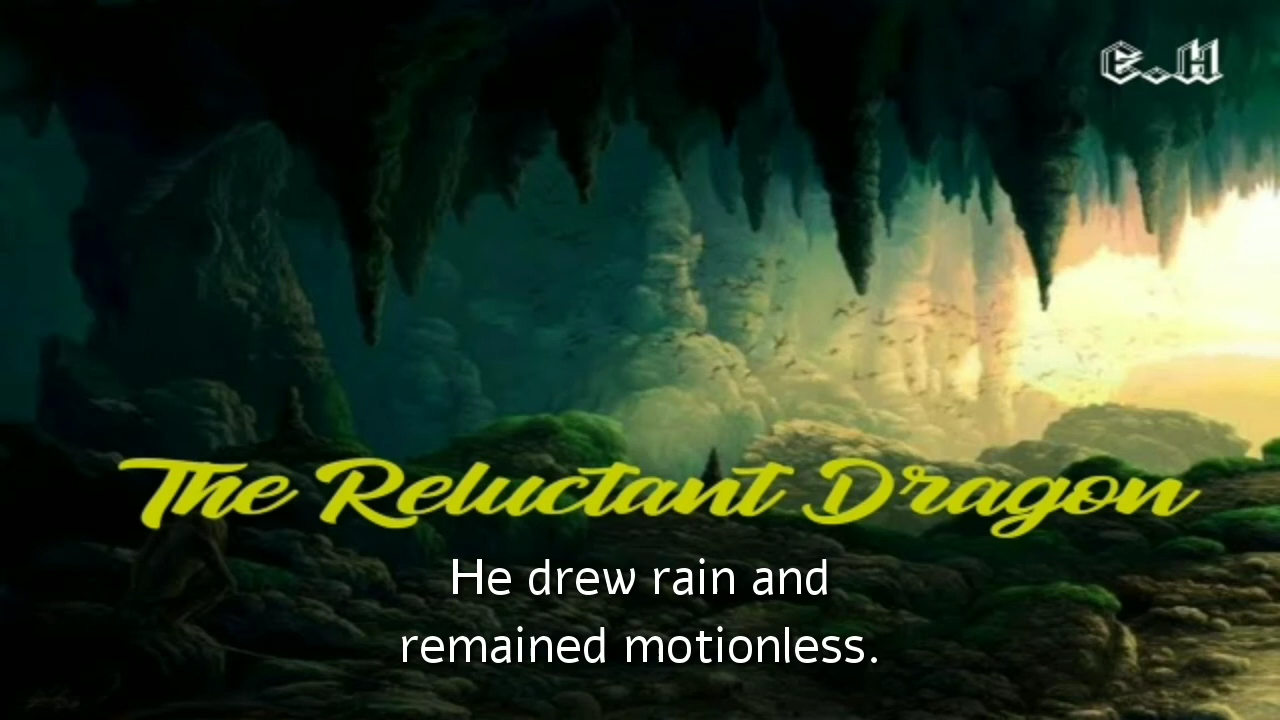 e.H
The Reluctant Dragon
He drew rain and
remained motionless.